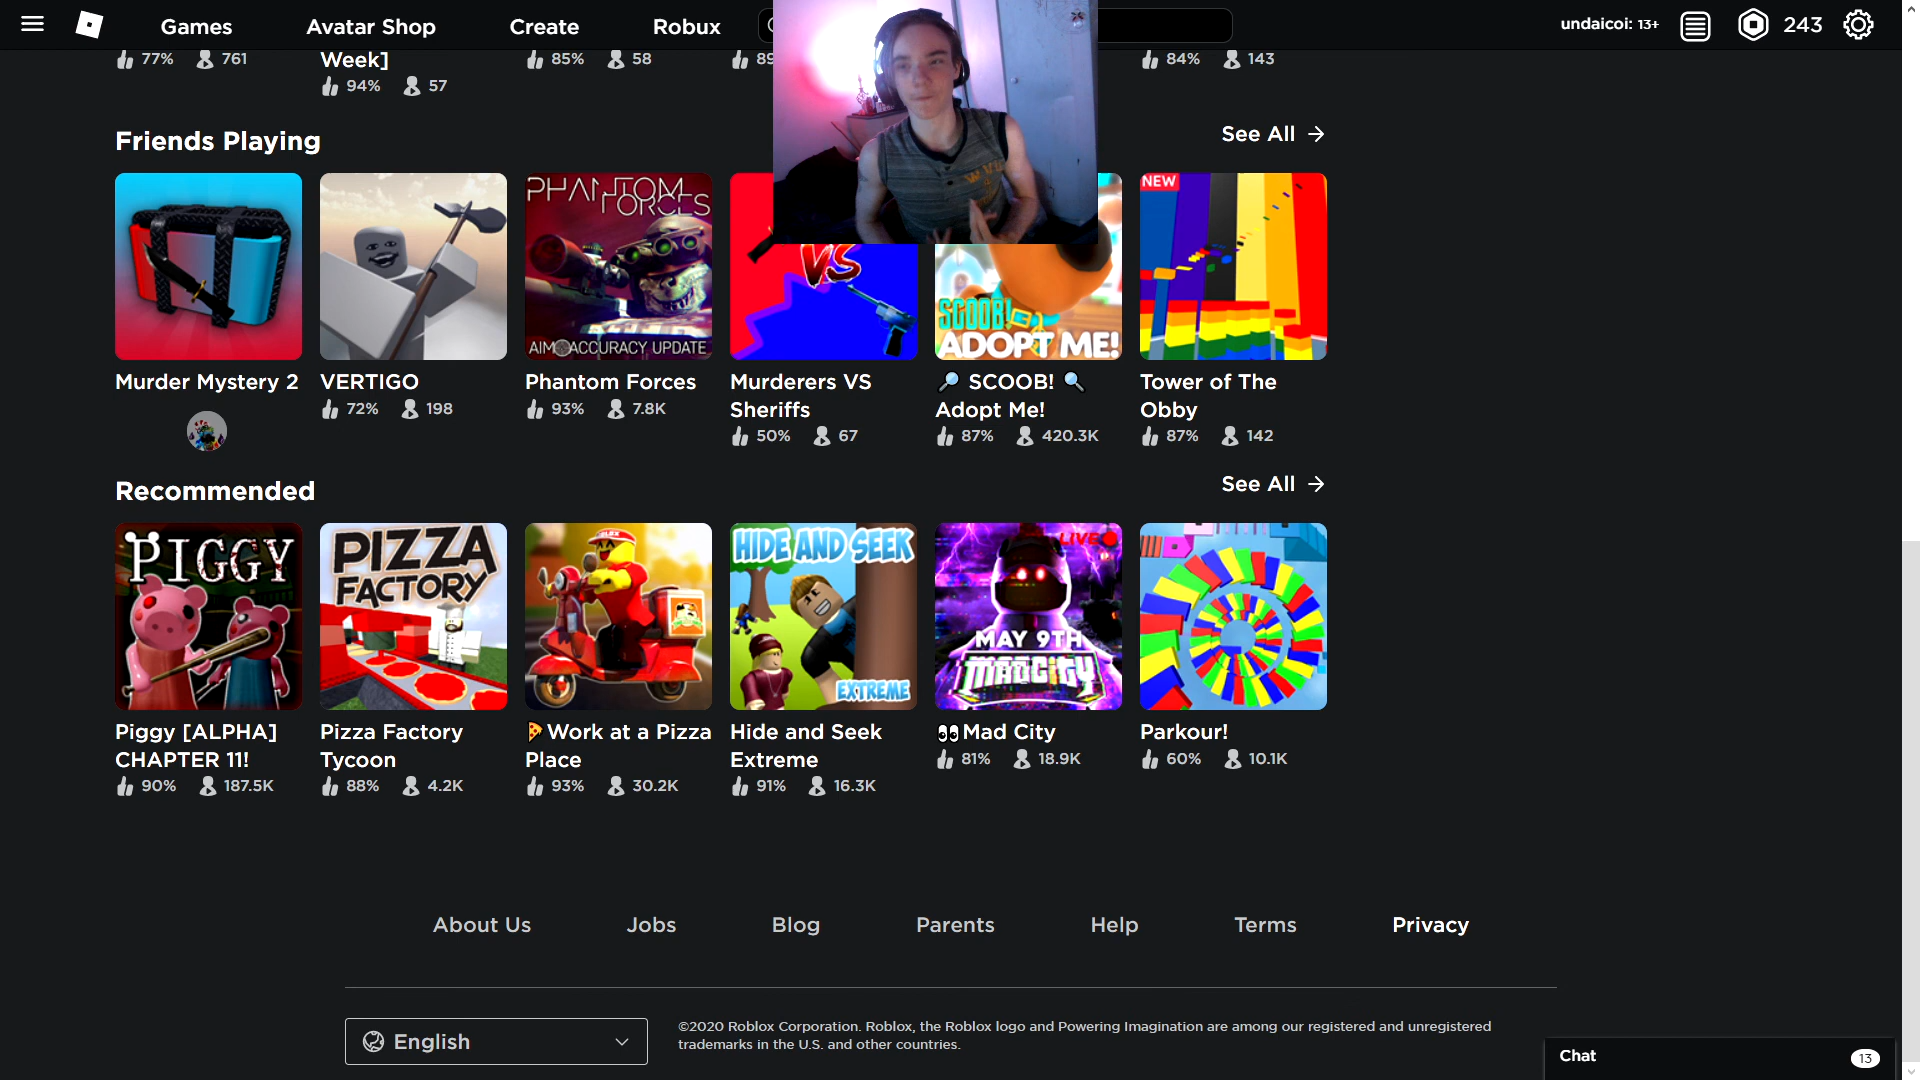 Games
Avatar Shop
Create
Robux
undaicoi: 13+
243
77% 761
Week]
94% 57
85% 58
89
84% 143
Friends Playing
See All
PHANTOM
FORCES
AIM ACCURACY UPDATE
VS
SCOOB!
ADOPT ME!
NEW
Murder Mystery 2
VERTIGO
72% 198
Phantom Forces
93% 7.8K
Murderers VS
Sheriffs
50% 67
🔎 SCOOB! 🔍
Adopt Me!
87% 420.3K
Tower of The
Obby
87% 142
Recommended
See All
PIGGY
PIZZA
FACTORY
HIDE AND SEEK
EXTREME
LIVE
MAY 9TH
MADCITY
Piggy [ALPHA]
CHAPTER 11!
90% 187.5K
Pizza Factory
Tycoon
88% 4.2K
🍕Work at a Pizza
Place
93% 30.2K
Hide and Seek
Extreme
91% 16.3K
👀Mad City
81% 18.9K
Parkour!
60% 10.1K
About Us
Jobs
Blog
Parents
Help
Terms
Privacy
English
©2020 Roblox Corporation. Roblox, the Roblox logo and Powering Imagination are among our registered and unregistered
trademarks in the U.S. and other countries.
Chat
13